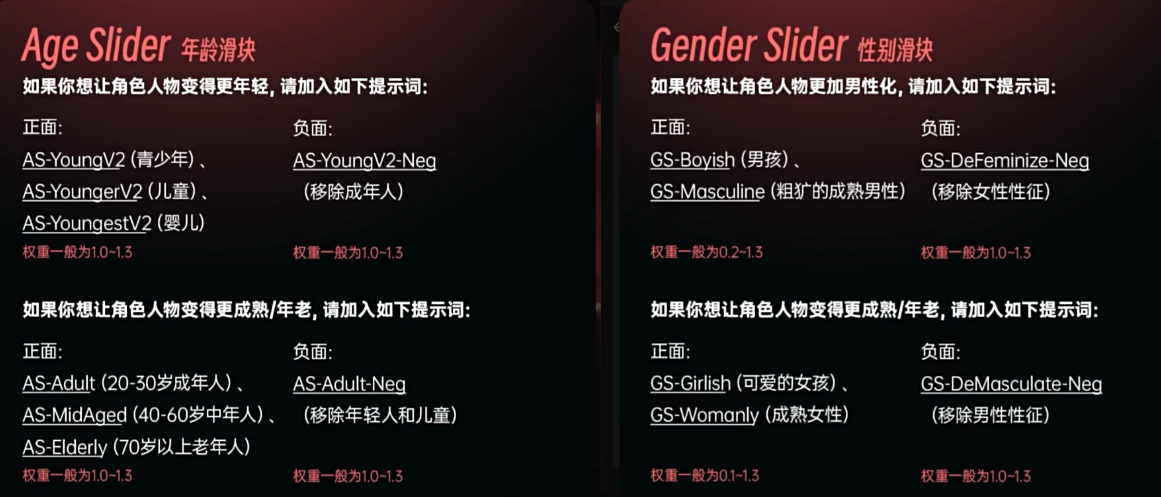 Age Slider 年龄滑块
如果你想让角色人物变得更年轻, 请加入如下提示词:
正面:
AS-YoungV2 (青少年) 、
AS-YoungerV2 (儿童) 、
AS-YoungestV2 (婴儿)
权重一般为1.0~1.3
负面:
AS-YoungV2-Neg
(移除成年人)
权重一般为1.0~1.3
如果你想让角色人物变得更成熟/年老, 请加入如下提示词:
正面:
AS-Adult (20-30岁成年人) 、
AS-MidAged (40-60岁中年人) 、
AS-Elderly (70岁以上老年人)
权重一般为1.0~1.3
负面:
AS-Adult-Neg
(移除年轻人和儿童)
权重一般为1.0~1.3
Gender Slider 性别滑块
如果你想让角色人物更加男性化, 请加入如下提示词:
正面:
GS-Boyish (男孩) 、
GS-Masculine (粗犷的成熟男性)
权重一般为0.2~1.3
负面:
GS-DeFeminize-Neg
(移除女性性征)
权重一般为1.0~1.3
如果你想让角色人物变得更成熟/年老, 请加入如下提示词:
正面:
GS-Girlish (可爱的女孩) 、
GS-Womanly (成熟女性)
权重一般为0.1~1.3
负面:
GS-DeMasculate-Neg
(移除男性性征)
权重一般为1.0~1.3